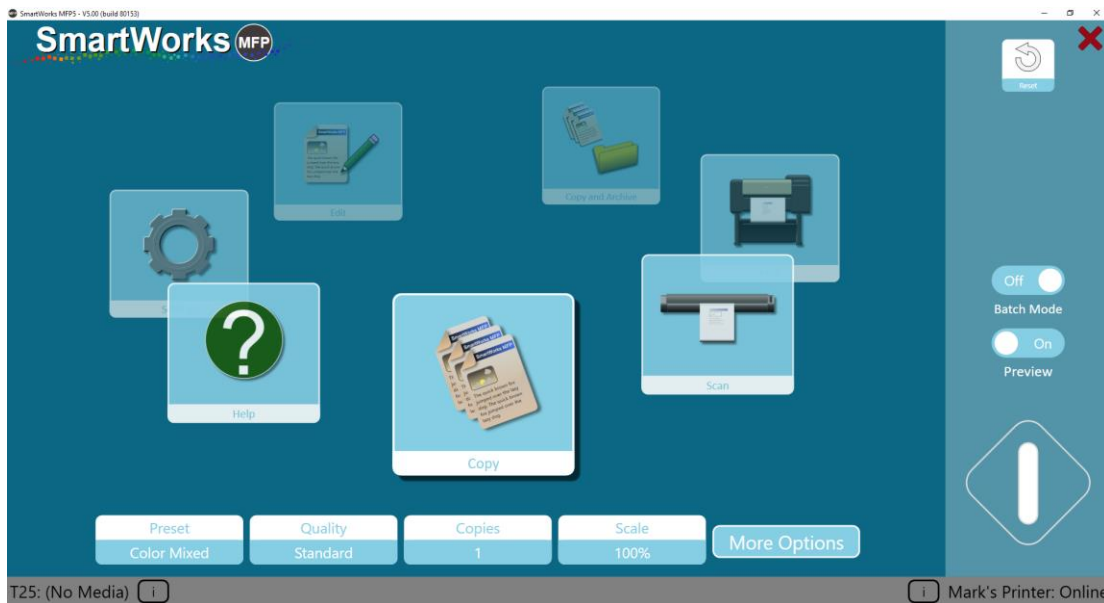 SmartWorks MFP5 - V5.00 (build 80153)
SmartWorks MFP
Reset
Edit
Copy and Archive
Help
Copy
Scan
Off
Batch Mode
On
Preview
Preset
Color Mixed
Quality
Standard
Copies
1
Scale
100%
More Options
T25: (No Media) i
i Mark's Printer: Online